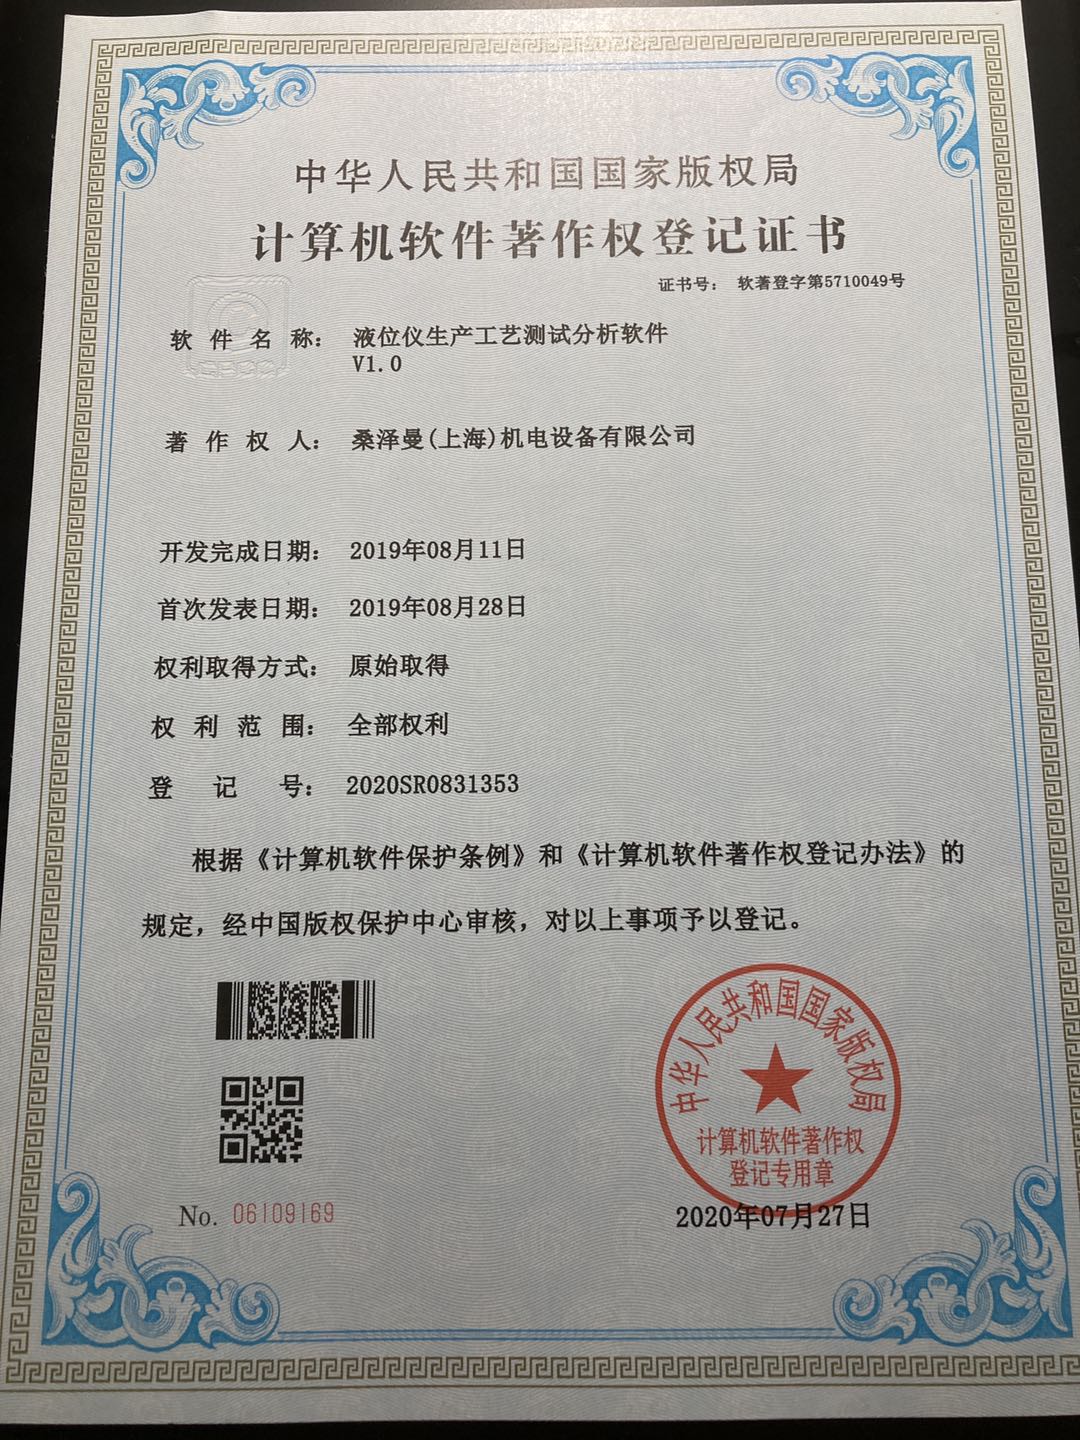 中华人民共和国国家版权局
计算机软件著作权登记证书
证书号： 软著登字第5710049号
软件名称： 液位仪生产工艺测试分析软件
V1.0
著作权人： 桑泽曼(上海)机电设备有限公司
开发完成日期： 2019年08月11日
首次发表日期： 2019年08月28日
权利取得方式： 原始取得
权利范围： 全部权利
登记号： 2020SR0831353
根据《计算机软件保护条例》和《计算机软件著作权登记办法》的
规定，经中国版权保护中心审核，对以上事项予以登记。
中华人民共和国国家版权局
计算机软件著作权
登记专用章
No. 06109169
2020年07月27日